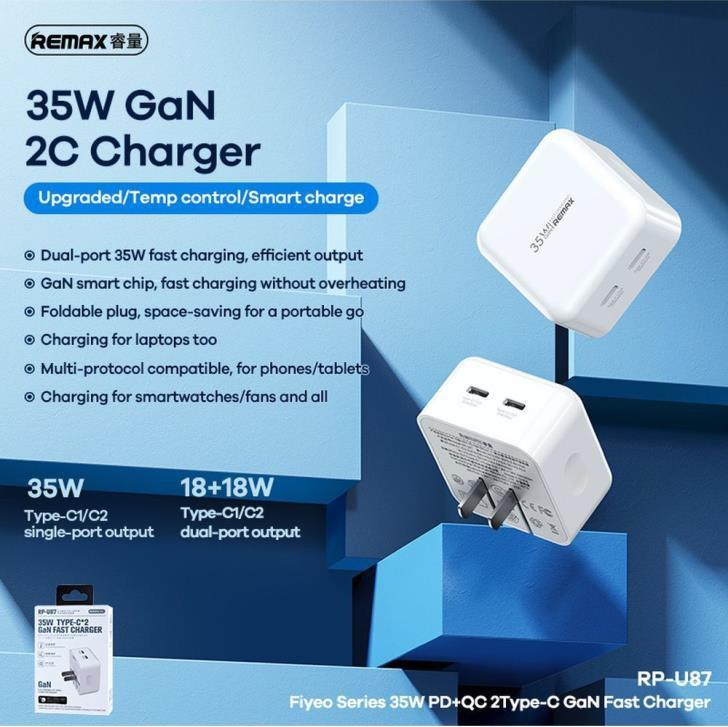 REMAX 睿量
35W GaN
2C Charger
Upgraded/Temp control/Smart charge
Dual-port 35W fast charging, efficient output
GaN smart chip, fast charging without overheating
Foldable plug, space-saving for a portable go
Charging for laptops too
Multi-protocol compatible, for phones/tablets
Charging for smartwatches/fans and all
35W
Type-C1/C2
single-port output
18+18W
Type-C1/C2
dual-port output
35W
REMAX
RP-U87
35W TYPE-C*2
GaN FAST CHARGER
GaN
RP-U87
Fiyeo Series 35W PD+QC 2Type-C GaN Fast Charger